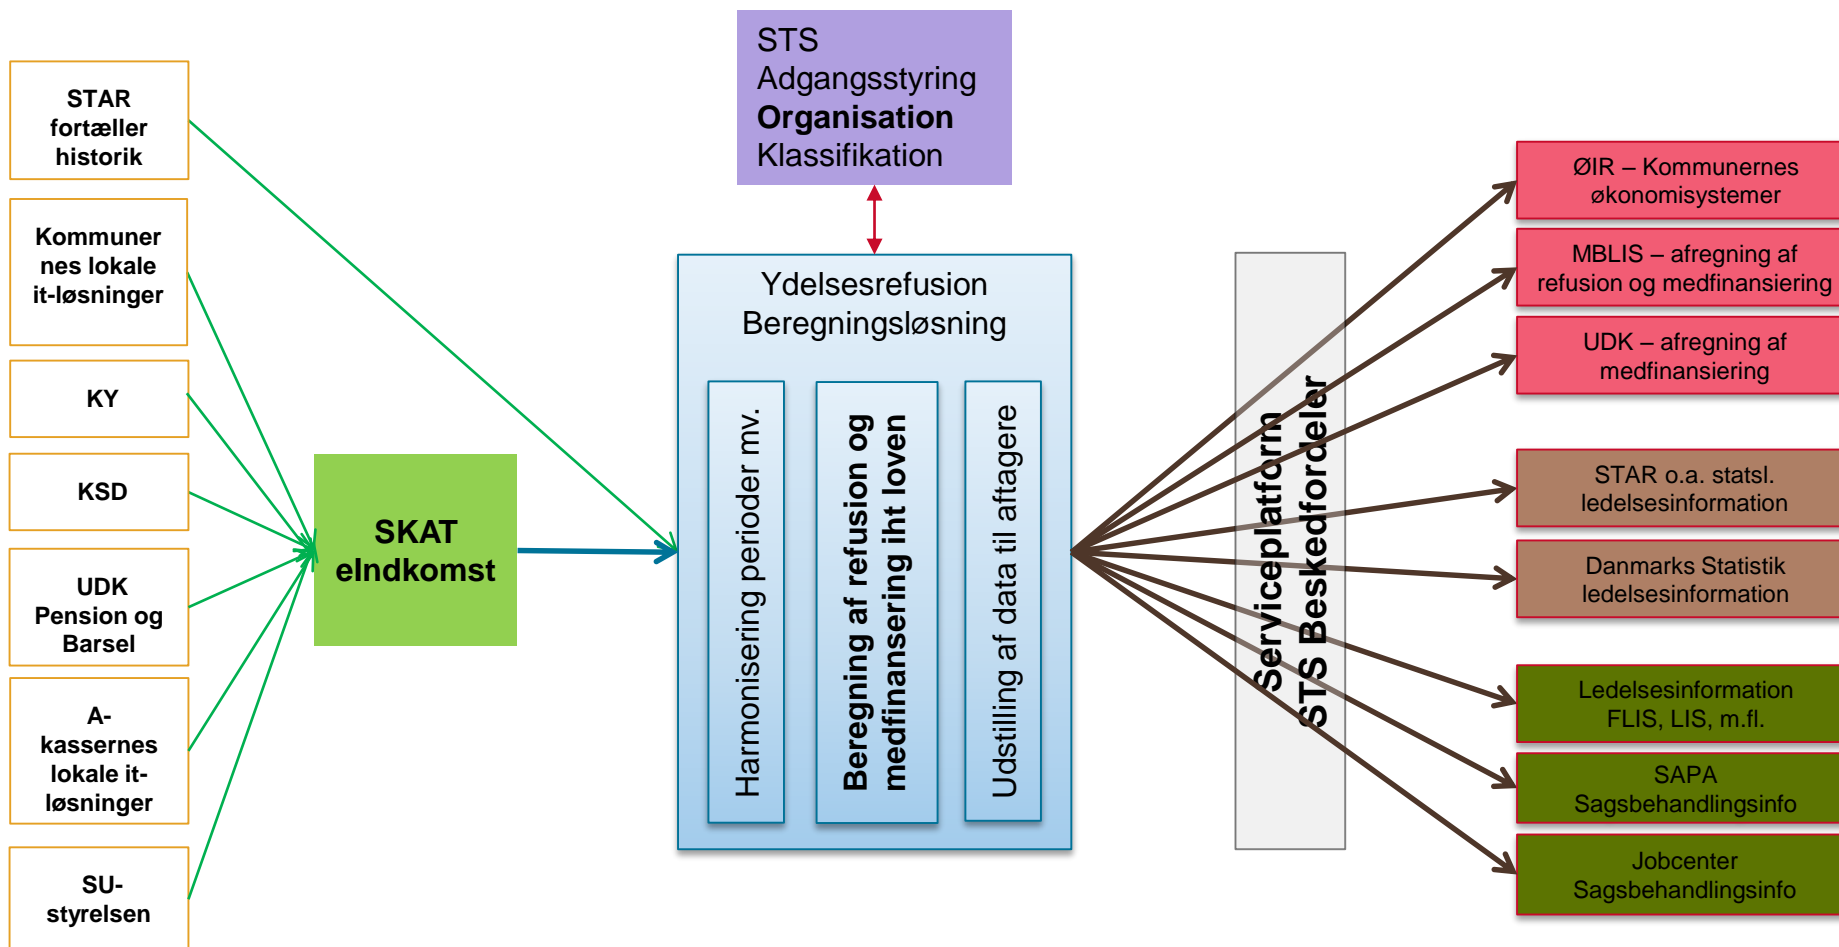 STAR
fortæller
historik
Kommuner
nes lokale
it-løsninger
KY
KSD
UDK
Pension og
Barsel
A-
kassernes
lokale it-
løsninger
SU-
styrelsen
SKAT
eIndkomst
STS
Adgangsstyring
Organisation
Klassifikation
Ydelsesrefusion
Beregningsløsning
Harmonisering perioder mv.
Beregning af refusion og
medfinansering iht loven
Udstilling af data til aftagere
Serviceplatform
STS Beskedfordeler
ØIR – Kommunernes
økonomisystemer
MBLIS – afregning af
refusion og medfinansiering
UDK – afregning af
medfinansiering
STAR o.a. statsl.
ledelsesinformation
Danmarks Statistik
ledelsesinformation
Ledelsesinformation
FLIS, LIS, m.fl.
SAPA
Sagsbehandlingsinfo
Jobcenter
Sagsbehandlingsinfo